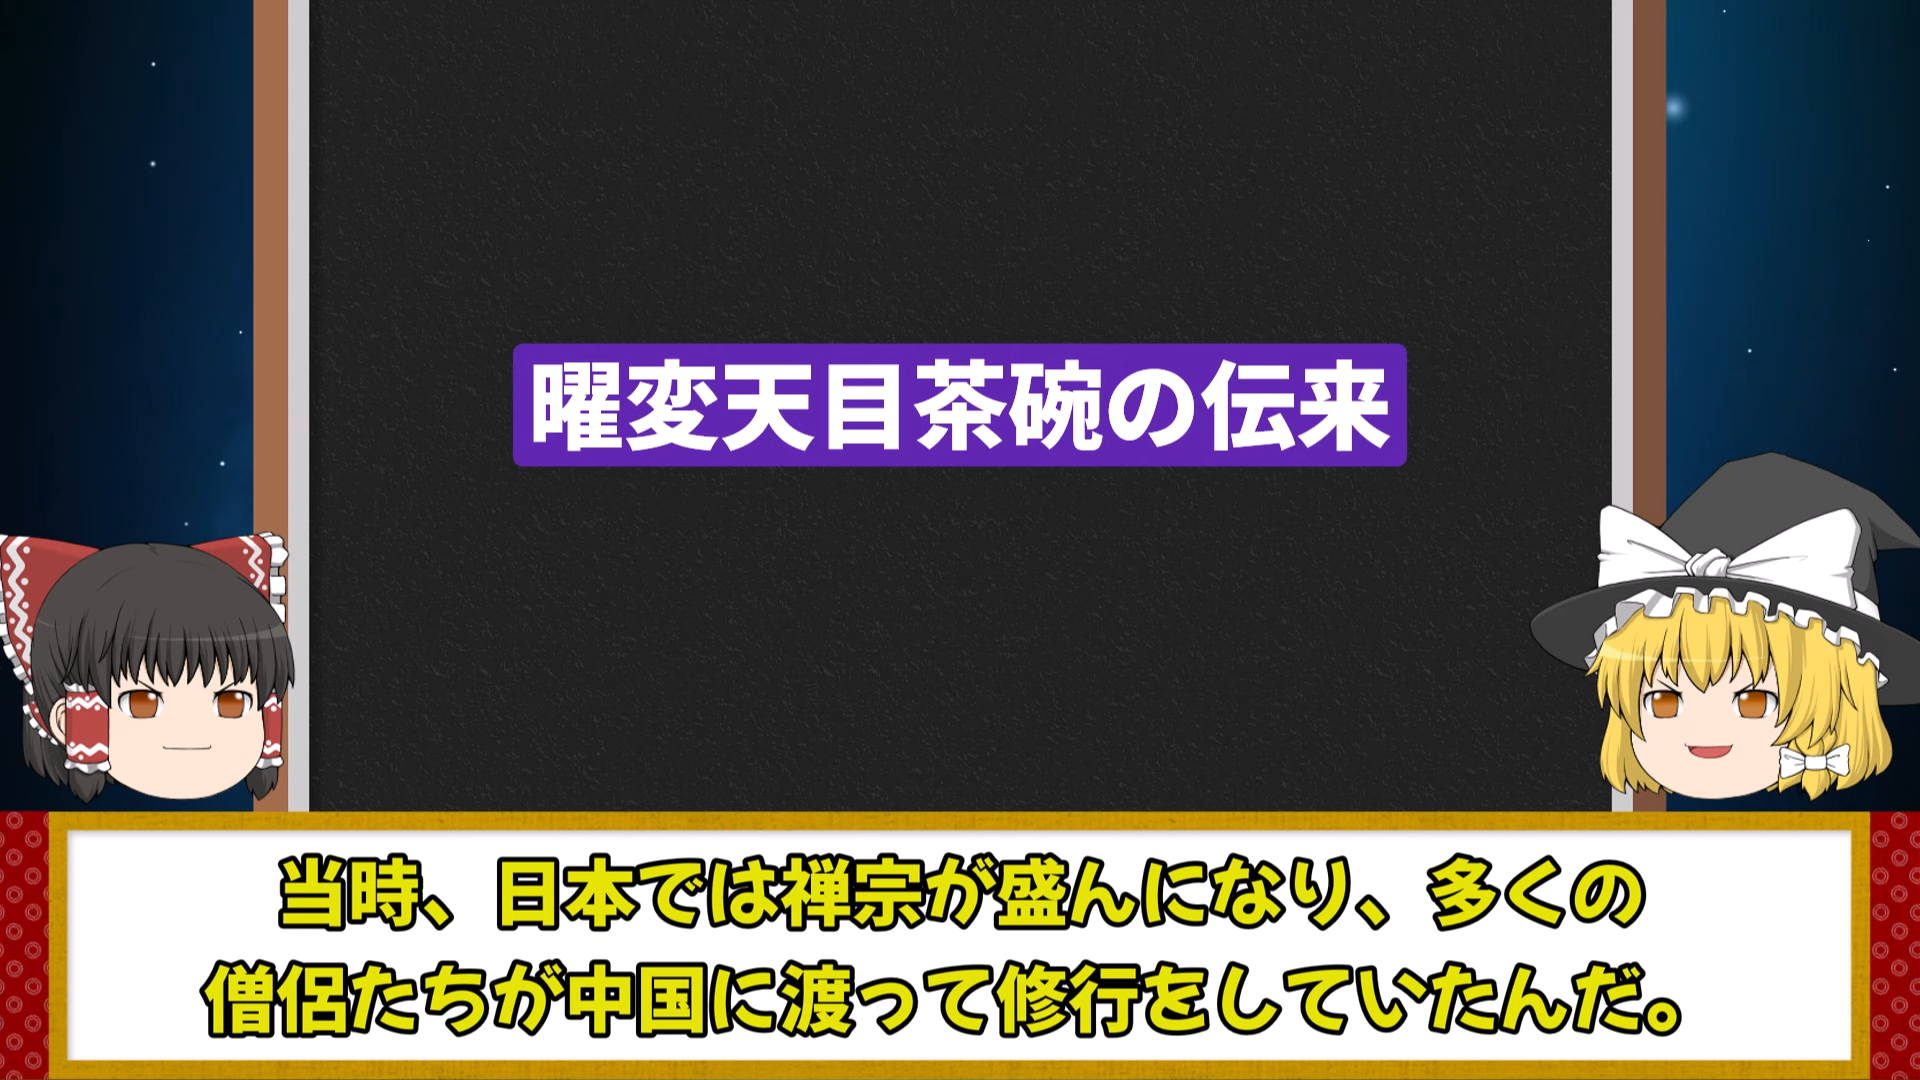 曜変天目茶碗の伝来
当時、日本では禅宗が盛んになり、多くの
僧侶たちが中国に渡って修行をしていたんだ。